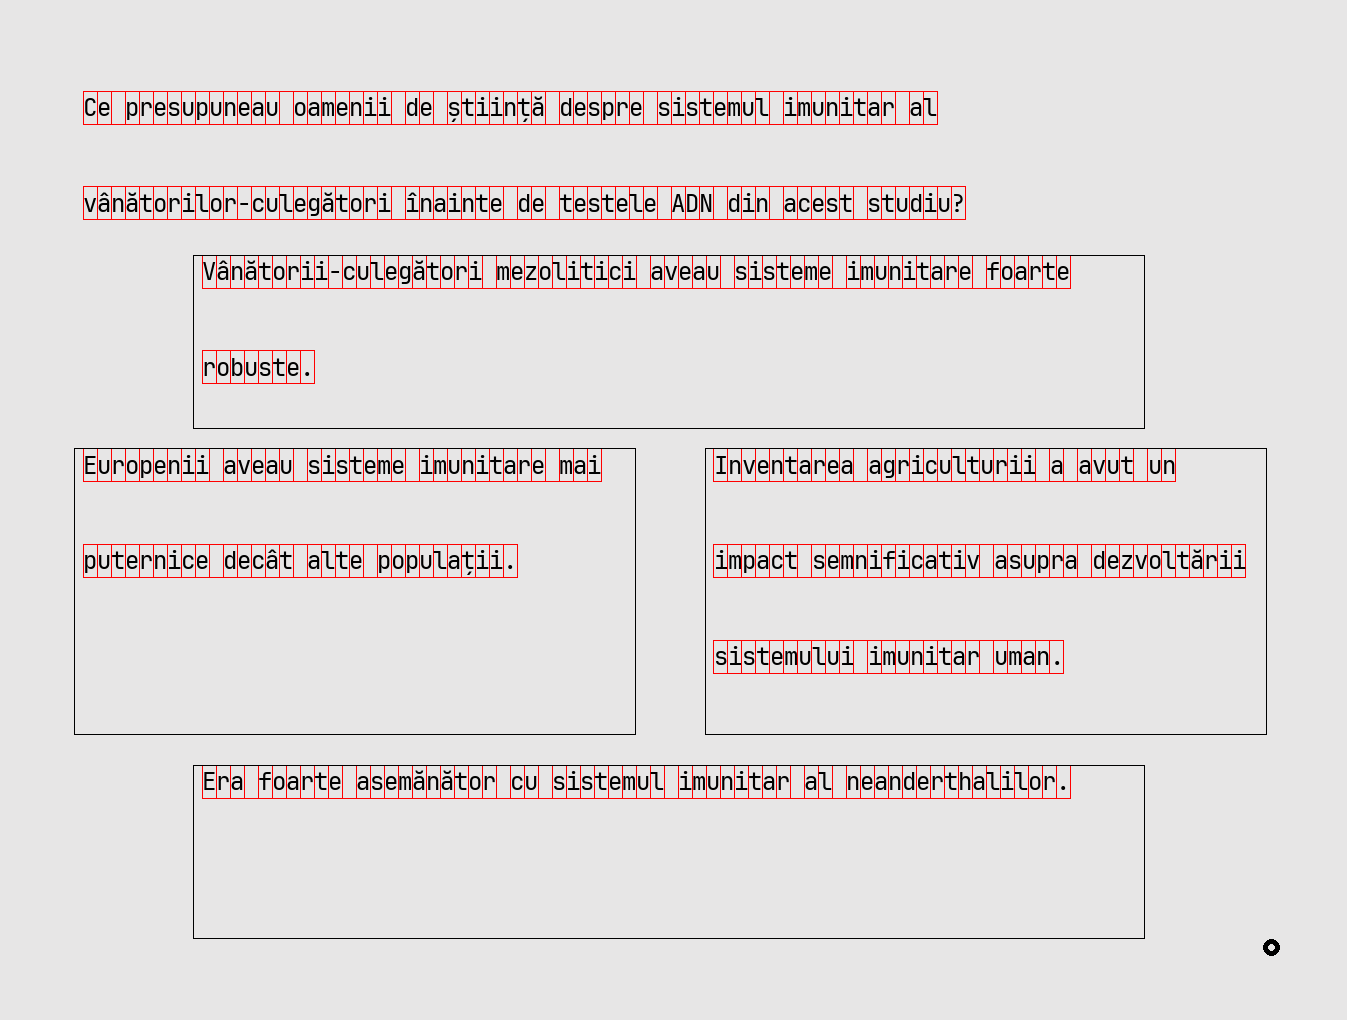 Ce presupuneau oamenii de știință despre sistemul imunitar al
vânătorilor-culegători înainte de testele ADN din acest studiu?
Vânătorii-culegători mezolitici aveau sisteme imunitare foarte
robuste.
Europenii aveau sisteme imunitare mai
puternice decât alte populații.
Inventarea agriculturii a avut un
impact semnificativ asupra dezvoltării
sistemului imunitar uman.
Era foarte asemănător cu sistemul imunitar al neanderthalilor.